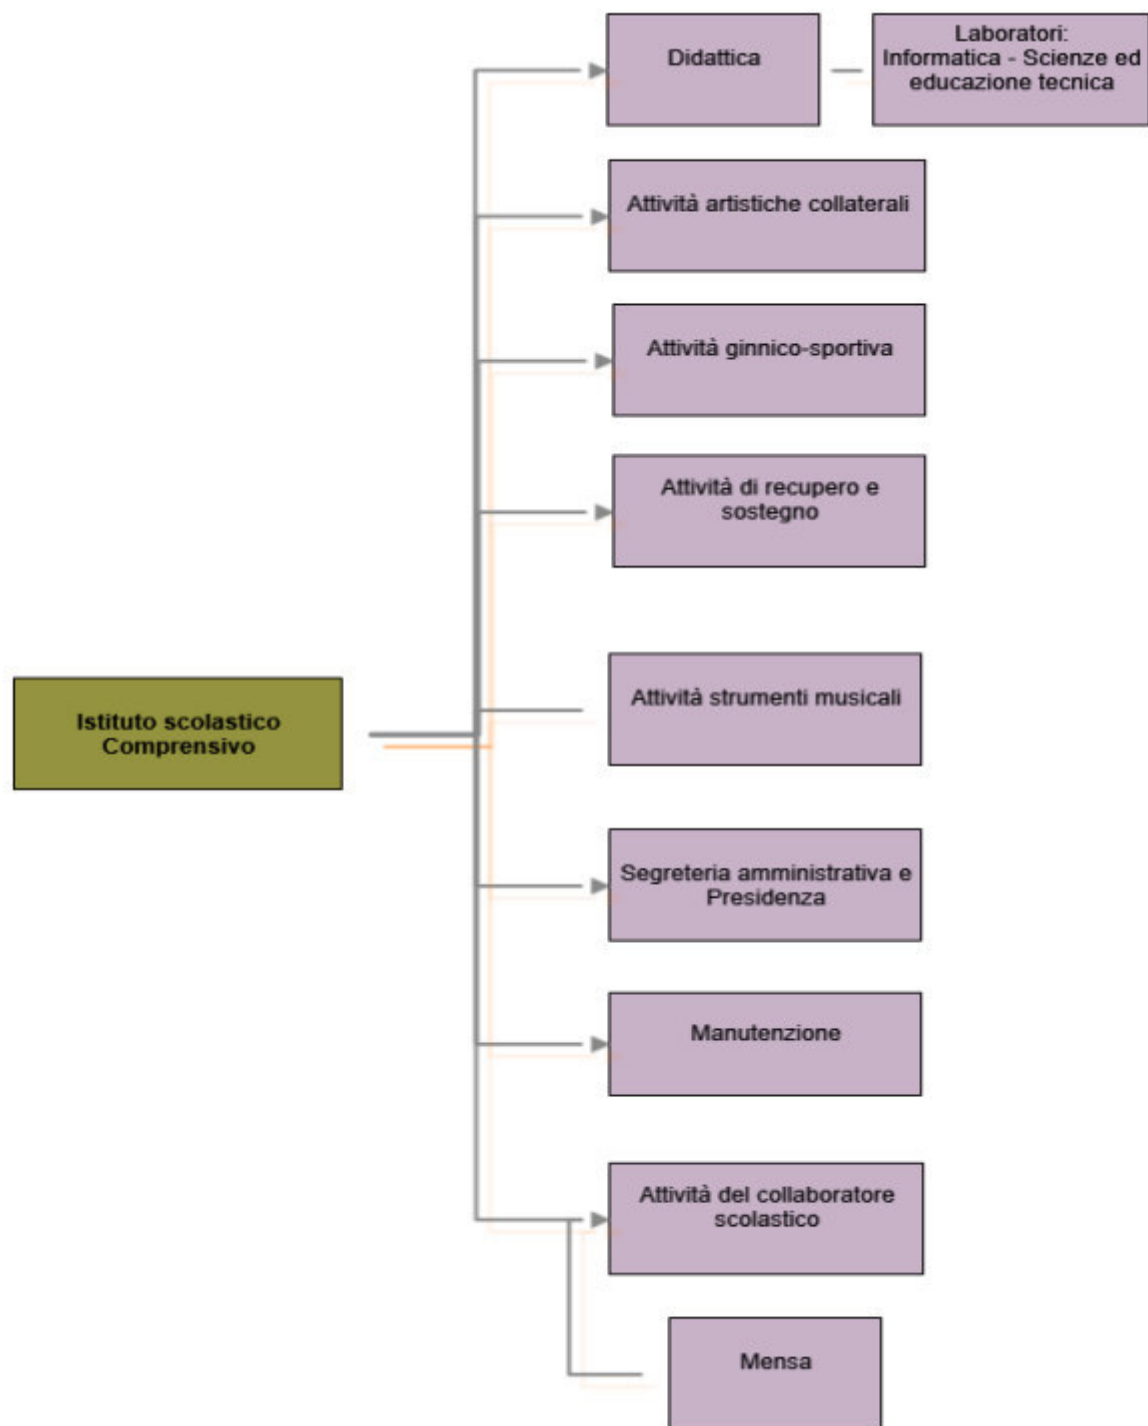 Didattica
Laboratori:
Informatica - Scienze ed
educazione tecnica
Attività artistiche collaterali
Attività ginnico-sportiva
Attività di recupero e
sostegno
Attività strumenti musicali
Istituto scolastico
Comprensivo
Segreteria amministrativa e
Presidenza
Manutenzione
Attività del collaboratore
scolastico
Mensa